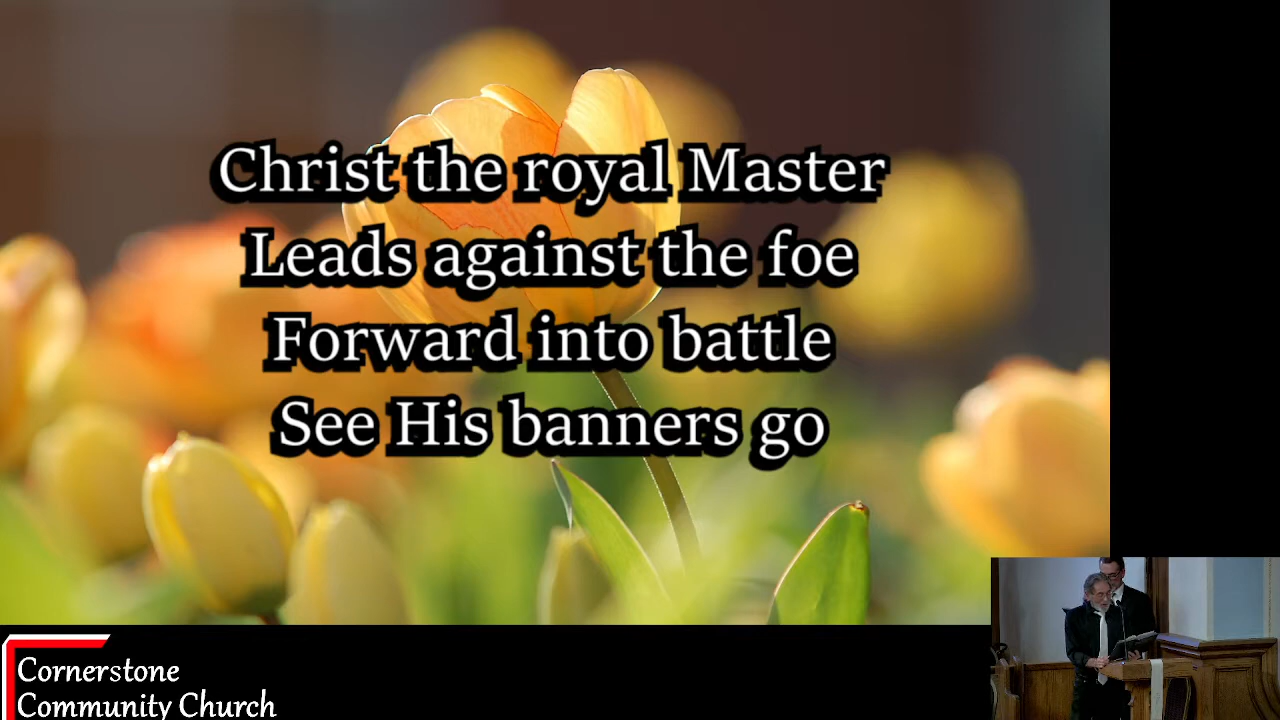 Christ the royal Master
Leads against the foe
Forward into battle
See His banners go
Cornerstone
Community Church